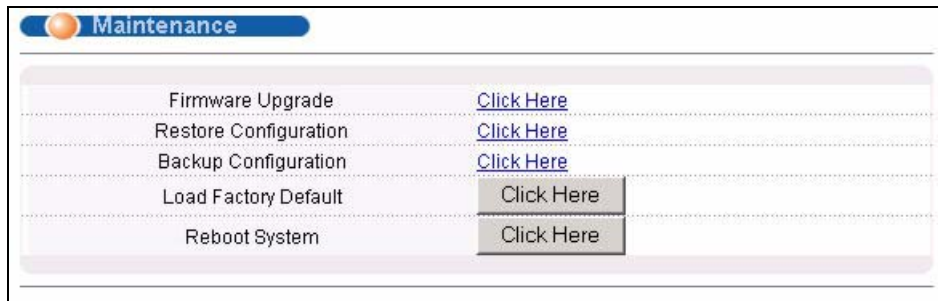 Maintenance
Firmware Upgrade Click Here
Restore Configuration Click Here
Backup Configuration Click Here
Load Factory Default Click Here
Reboot System Click Here